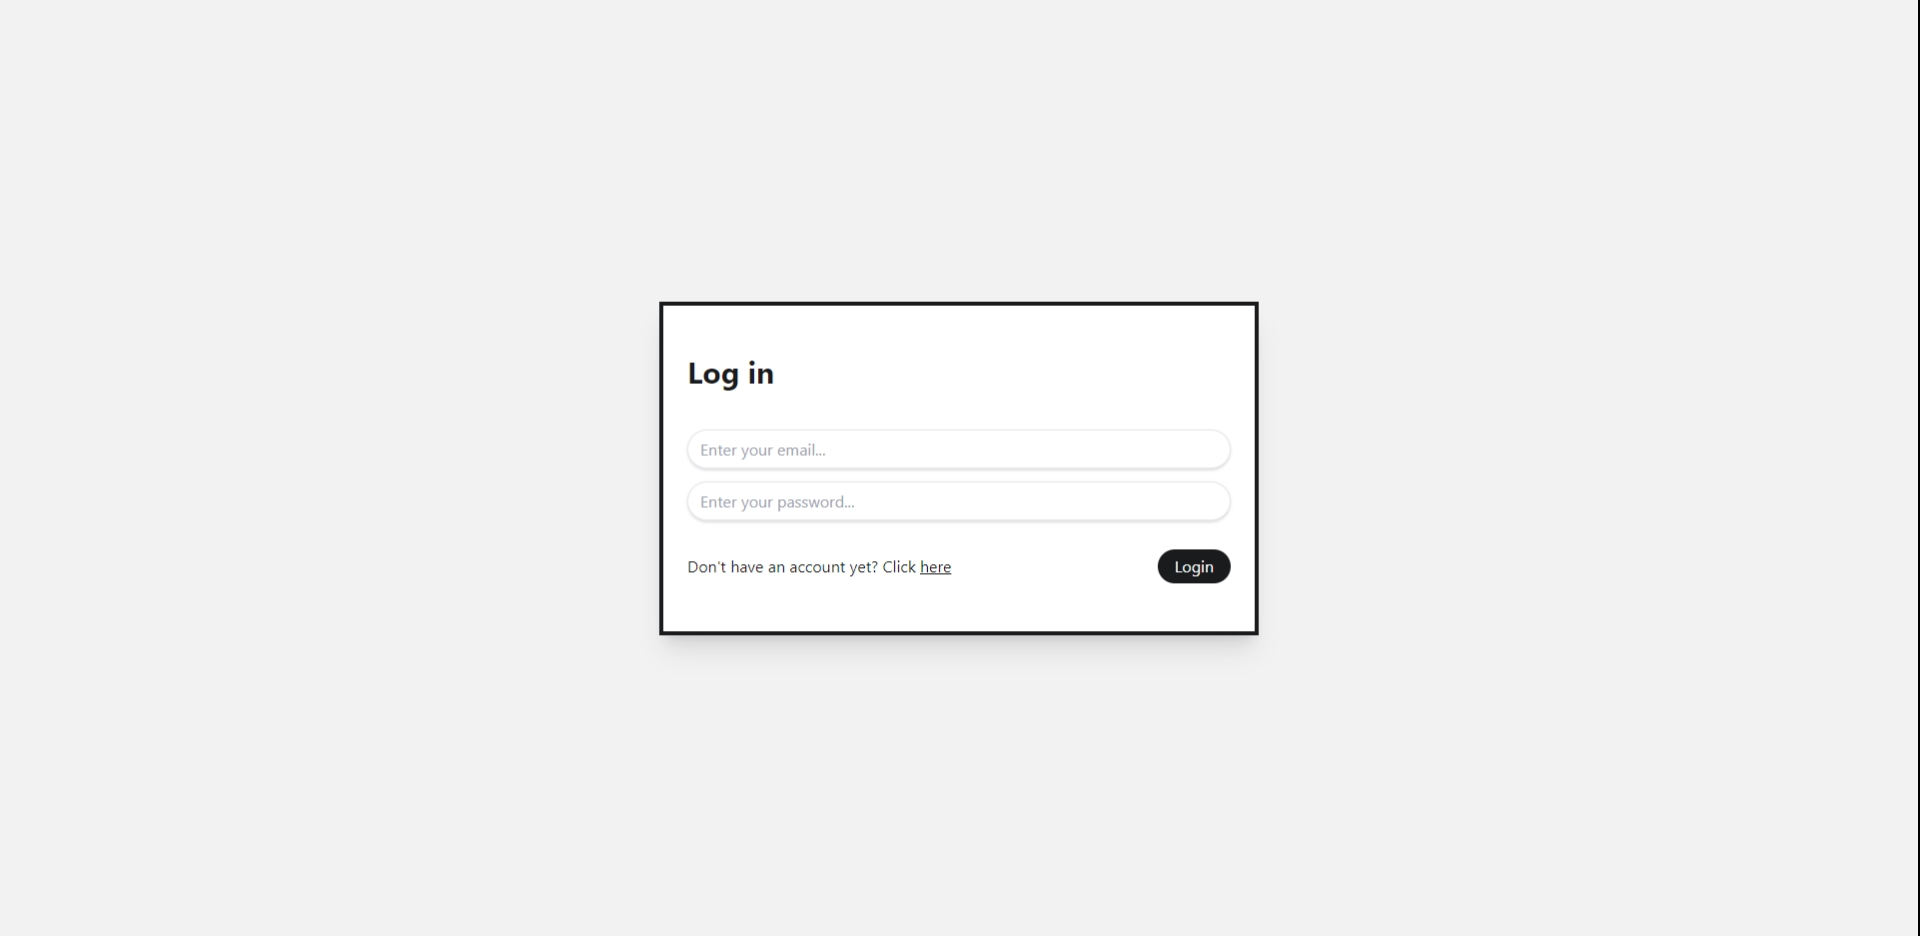 Log in
Enter your email...
Enter your password...
Don't have an account yet? Click here
Login